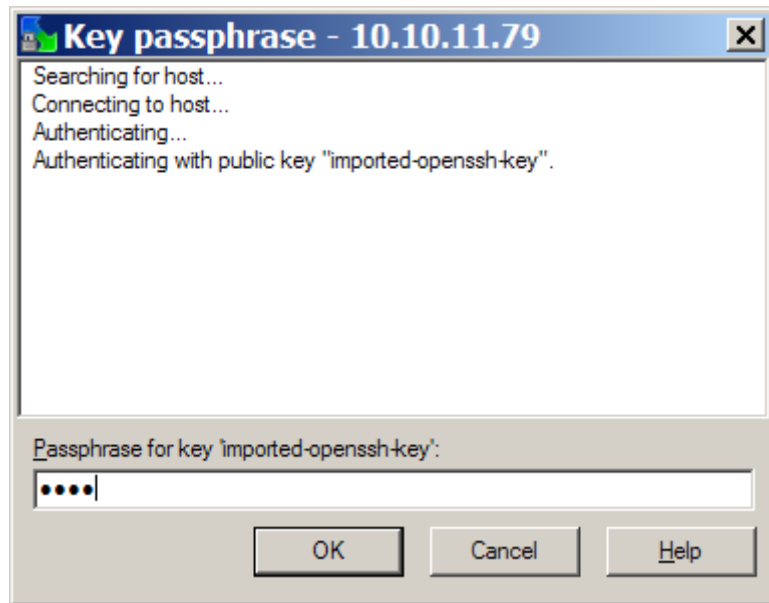 Key passphrase - 10.10.11.79
Searching for host...
Connecting to host...
Authenticating...
Authenticating with public key "imported-openssh-key".
Passphrase for key 'imported-openssh-key':
••••
OK Cancel Help